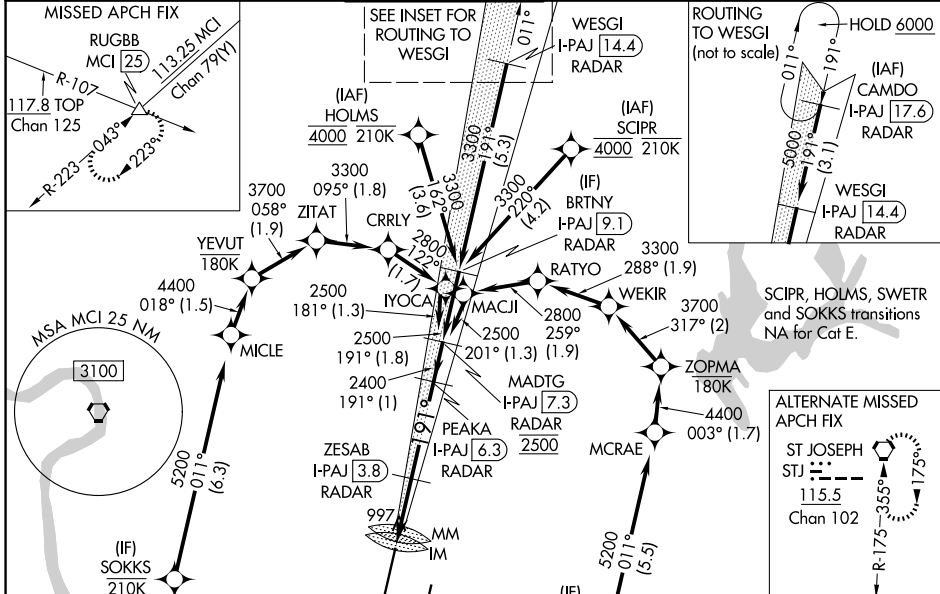 MISSED APCH FIX
RUGBB
MCI 25
113.25 MCI
Chan 79(Y)
R-107
117.8 TOP
Chan 125
R-223
043°
223°
SEE INSET FOR
ROUTING TO
WESGI
011°
WESGI
I-PAJ 14.4
RADAR
ROUTING
TO WESGI
(not to scale)
HOLD 6000
011°
191°
(IAF)
CAMDO
I-PAJ 17.6
RADAR
5000
191°
(3.1)
WESGI
I-PAJ 14.4
RADAR
(IAF)
HOLMS
4000 210K
3300
162°
(3.6)
3300
191°
(5.3)
(IAF)
SCIPR
4000 210K
3300
220°
(4.2)
(IF)
BRTNY
I-PAJ 9.1
RADAR
3300
095° (1.8)
3700
058°
(1.9)
ZITAT
CRRLY
YEVUT
180K
2800
122°
(1.7)
4400
018° (1.5)
MICLE
IYOCA
MACJI
RATYO
3300
288° (1.9)
WEKIR
2800
259°
(1.9)
2500
181° (1.3)
2500
201° (1.3)
2500
191° (1.8)
2400
191° (1)
3700
317° (2)
SCIPR, HOLMS, SWETR
and SOKKS transitions
NA for Cat E.
MSA MCI 25 NM
3100
MADTG
I-PAJ 7.3
RADAR
2500
ZOPMA
180K
4400
003° (1.7)
MCRAE
191°
PEAKA
I-PAJ 6.3
RADAR
ZESAB
I-PAJ 3.8
RADAR
ALTERNATE MISSED
APCH FIX
ST JOSEPH
STJ
115.5
Chan 102
175°
R-175
355°
5200
011°
(6.3)
997
MM
IM
5200
011°
(5.5)
(IF)
SOKKS
210K
(IF)